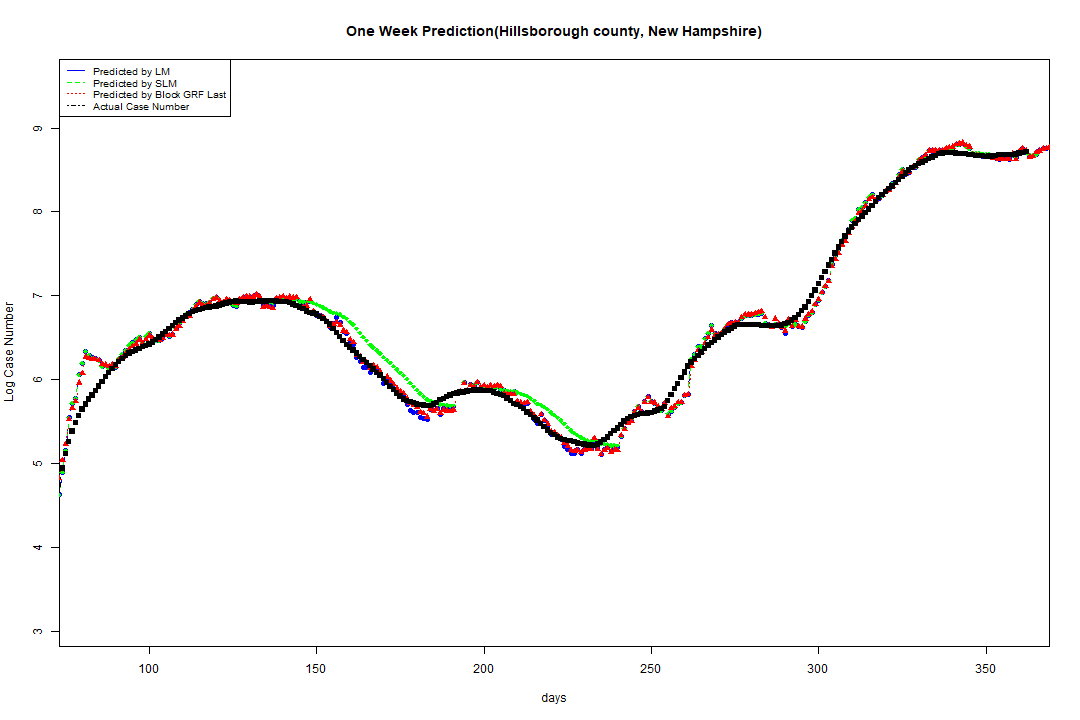 One Week Prediction(Hillsborough county, New Hampshire)
Predicted by LM
Predicted by SLM
Predicted by Block GRF Last
Actual Case Number
9
8
7
6
5
4
3
Log Case Number
100 150 200 250 300 350
days